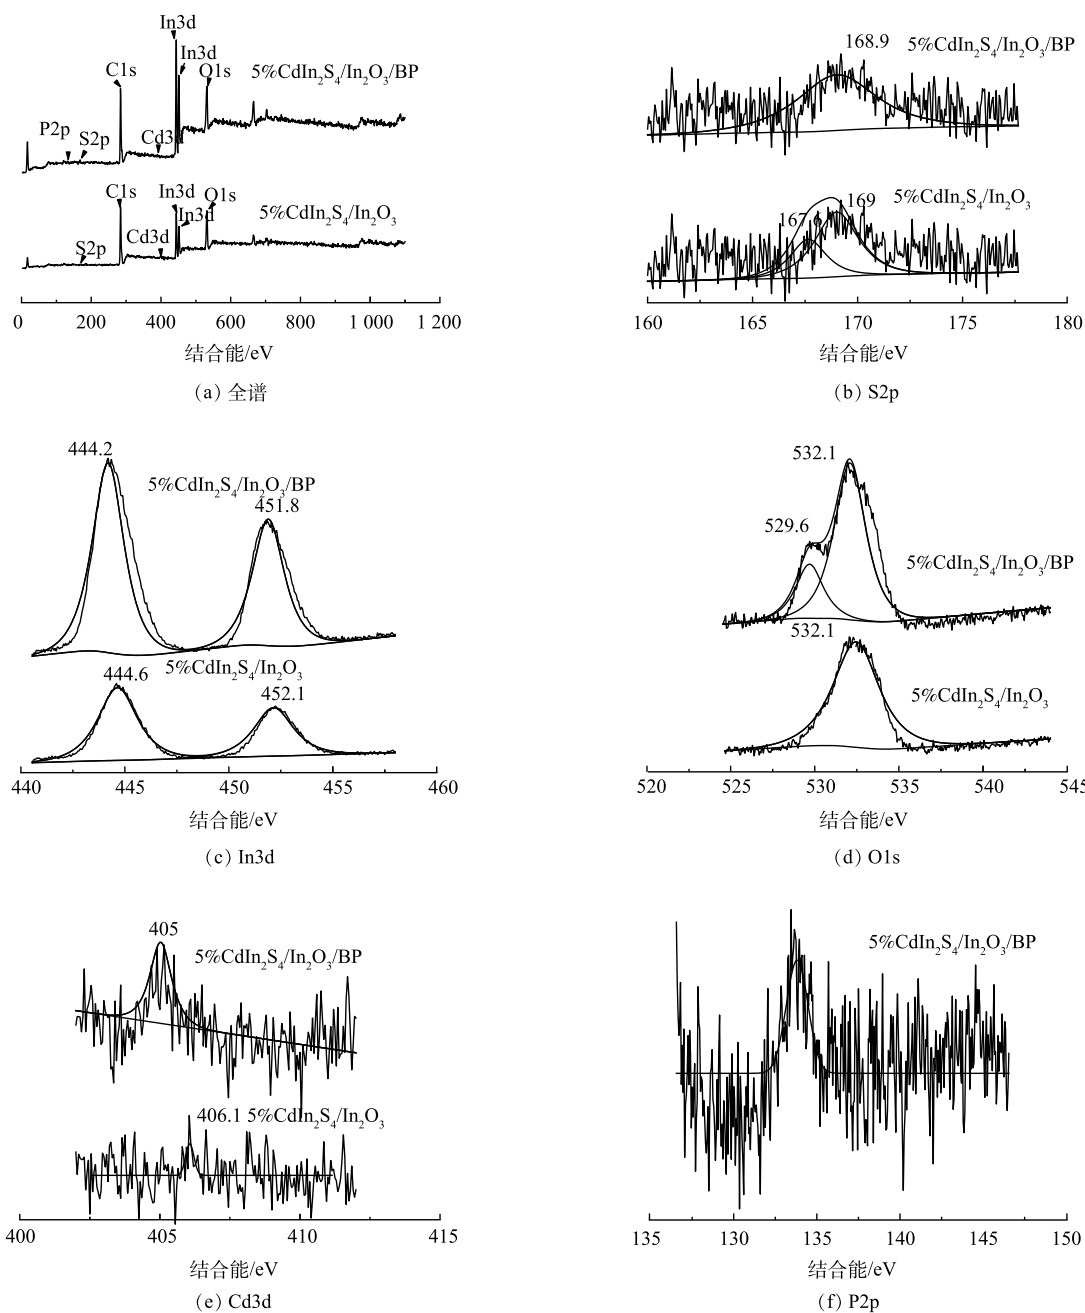 In3d
In3d
C1s
O1s
5%CdIn₂S₄/In₂O₃/BP
P2p
S2p
Cd3
C1s
In3d
O1s
In3d
5%CdIn₂S₄/In₂O₃
S2p
Cd3d
0 200 400 600 800 1 000 1 200
结合能/eV
(a) 全谱
168.9
5%CdIn₂S₄/In₂O₃/BP
5%CdIn₂S₄/In₂O₃
169
167.6
160 165 170 175 180
结合能/eV
(b) S2p
444.2
5%CdIn₂S₄/In₂O₃/BP
451.8
5%CdIn₂S₄/In₂O₃
444.6
452.1
440 445 450 455 460
结合能/eV
(c) In3d
532.1
529.6
5%CdIn₂S₄/In₂O₃/BP
532.1
5%CdIn₂S₄/In₂O₃
520 525 530 535 540 545
结合能/eV
(d) O1s
405
5%CdIn₂S₄/In₂O₃/BP
406.1 5%CdIn₂S₄/In₂O₃
400 405 410 415
结合能/eV
(e) Cd3d
5%CdIn₂S₄/In₂O₃/BP
135 130 135 140 145 150
结合能/eV
(f) P2p